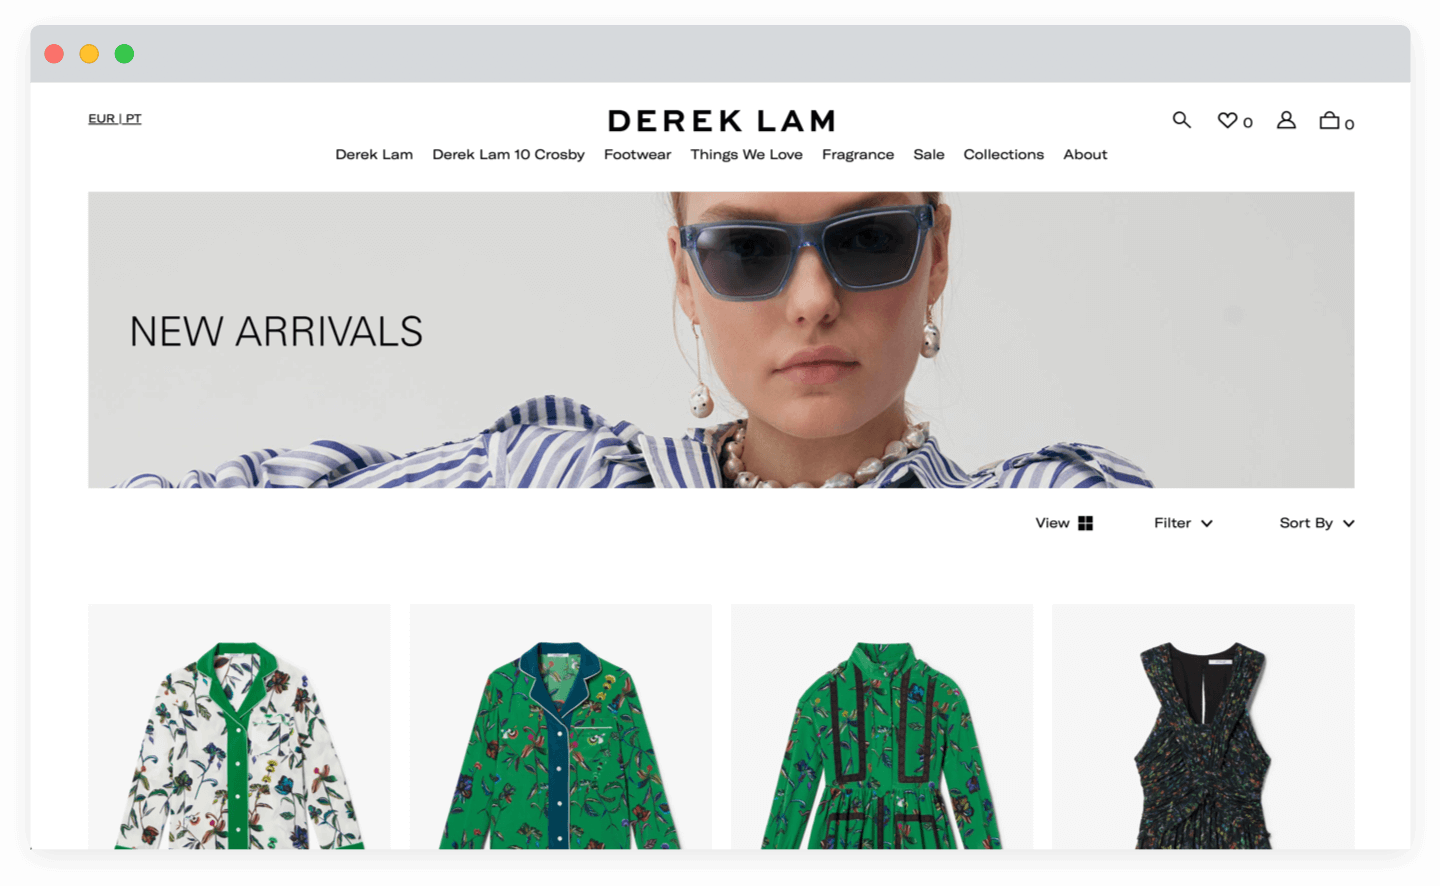 EUR | PT
DEREK LAM
0
0
Derek Lam Derek Lam 10 Crosby Footwear Things We Love Fragrance Sale Collections About
NEW ARRIVALS
View
Filter
Sort By